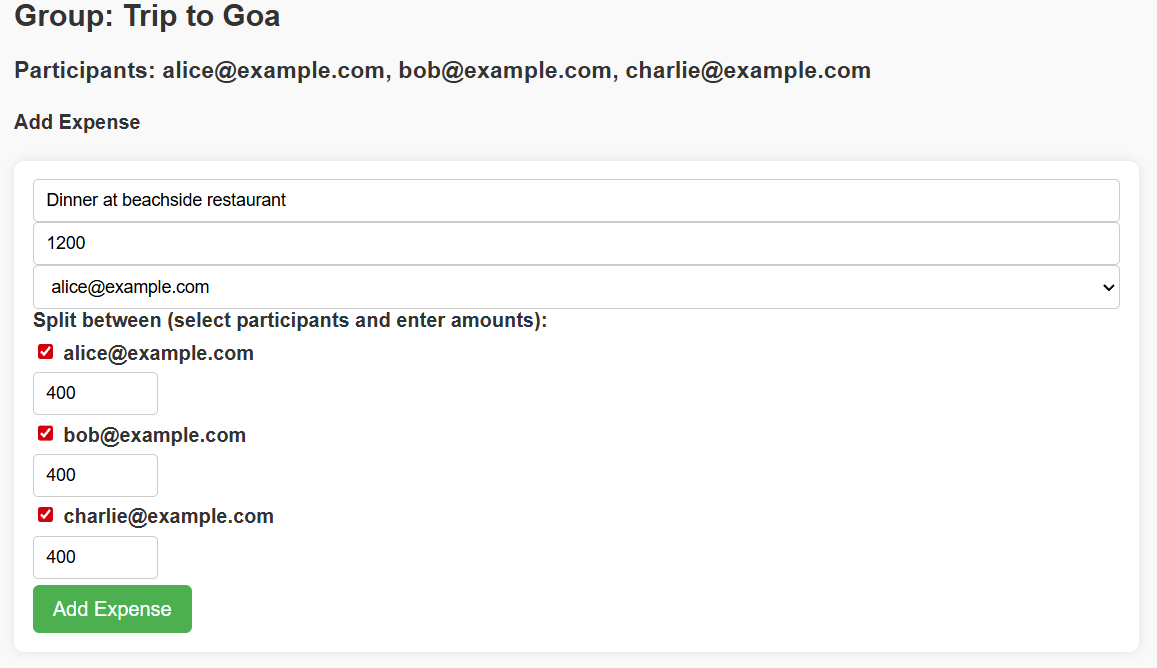 Group: Trip to Goa
Participants: alice@example.com, bob@example.com, charlie@example.com
Add Expense
Dinner at beachside restaurant
1200
alice@example.com
Split between (select participants and enter amounts):
alice@example.com
400
bob@example.com
400
charlie@example.com
400
Add Expense